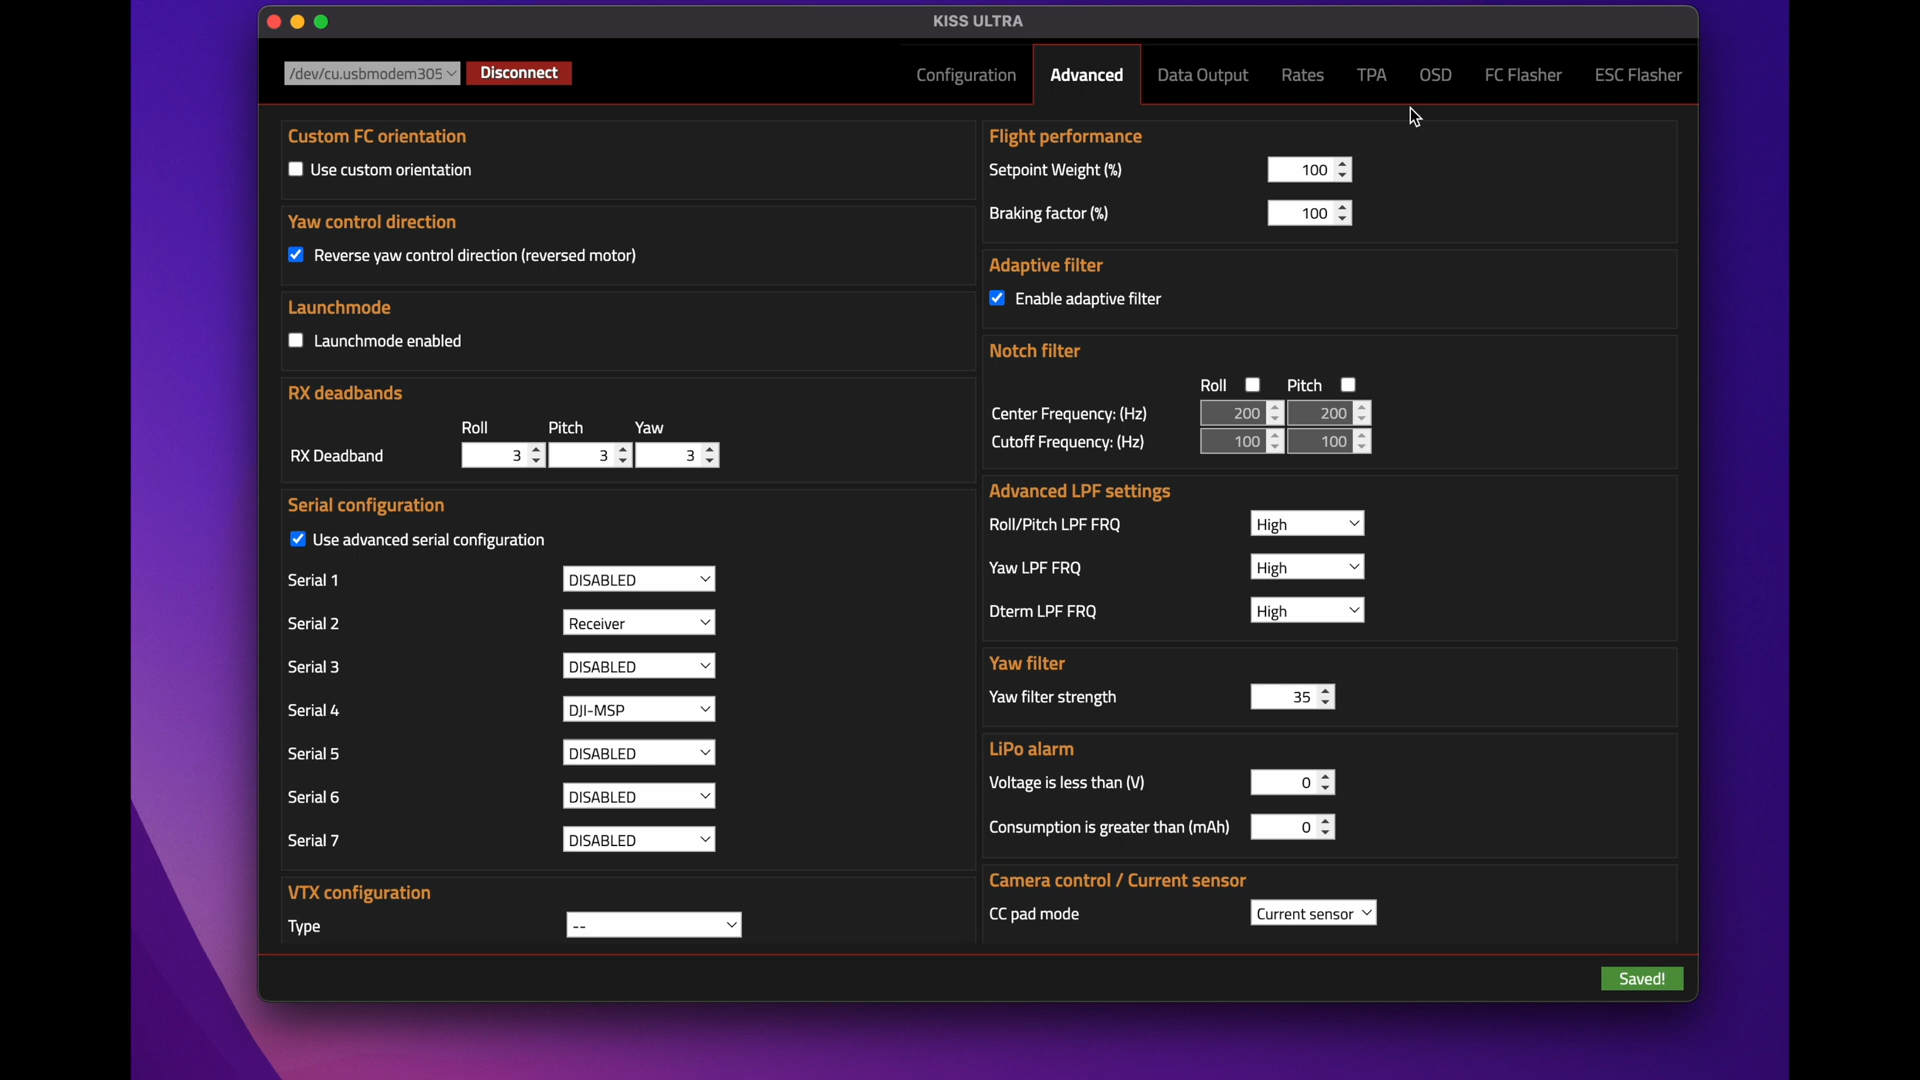 KISS ULTRA
/dev/cu.usbmodem305
Disconnect
Configuration
Advanced
Data Output
Rates
TPA
OSD
FC Flasher
ESC Flasher
Custom FC orientation
Use custom orientation
Yaw control direction
Reverse yaw control direction (reversed motor)
Launchmode
Launchmode enabled
RX deadbands
Roll Pitch Yaw
RX Deadband 3 3 3
Serial configuration
Use advanced serial configuration
Serial 1 DISABLED
Serial 2 Receiver
Serial 3 DISABLED
Serial 4 DJI-MSP
Serial 5 DISABLED
Serial 6 DISABLED
Serial 7 DISABLED
VTX configuration
Type --
Flight performance
Setpoint Weight (%) 100
Braking factor (%) 100
Adaptive filter
Enable adaptive filter
Notch filter
Roll Pitch
Center Frequency: (Hz) 200 200
Cutoff Frequency: (Hz) 100 100
Advanced LPF settings
Roll/Pitch LPF FRQ High
Yaw LPF FRQ High
Dterm LPF FRQ High
Yaw filter
Yaw filter strength 35
LiPo alarm
Voltage is less than (V) 0
Consumption is greater than (mAh) 0
Camera control / Current sensor
CC pad mode Current sensor
Saved!